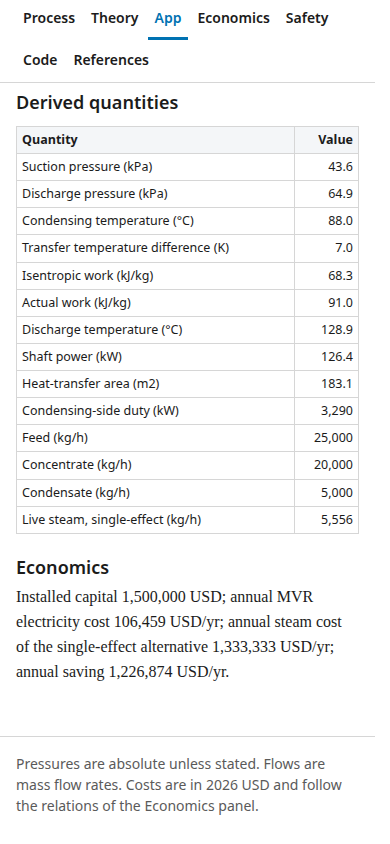 Process Theory App Economics Safety
Code References
Derived quantities
Quantity Value
Suction pressure (kPa) 43.6
Discharge pressure (kPa) 64.9
Condensing temperature (°C) 88.0
Transfer temperature difference (K) 7.0
Isentropic work (kJ/kg) 68.3
Actual work (kJ/kg) 91.0
Discharge temperature (°C) 128.9
Shaft power (kW) 126.4
Heat-transfer area (m2) 183.1
Condensing-side duty (kW) 3,290
Feed (kg/h) 25,000
Concentrate (kg/h) 20,000
Condensate (kg/h) 5,000
Live steam, single-effect (kg/h) 5,556
Economics
Installed capital 1,500,000 USD; annual MVR
electricity cost 106,459 USD/yr; annual steam cost
of the single-effect alternative 1,333,333 USD/yr;
annual saving 1,226,874 USD/yr.
Pressures are absolute unless stated. Flows are
mass flow rates. Costs are in 2026 USD and follow
the relations of the Economics panel.